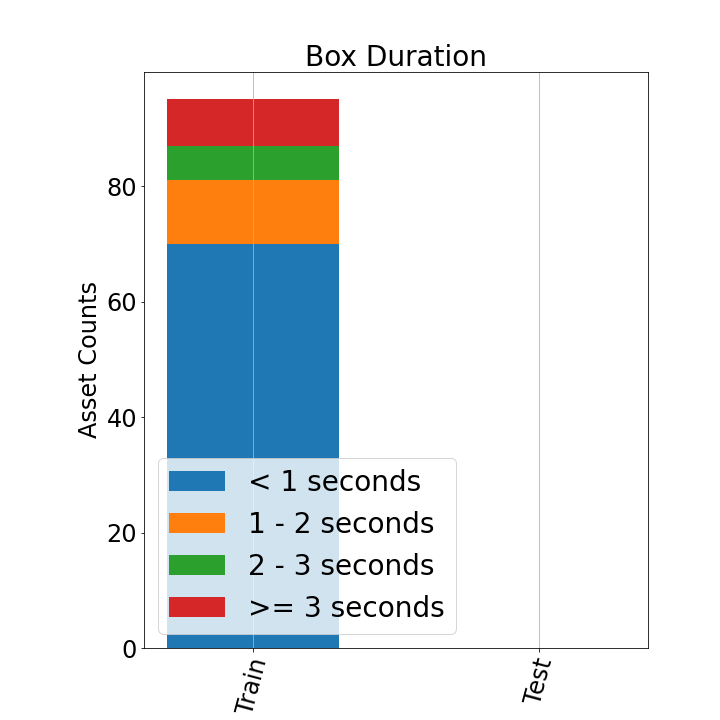 Box Duration
Asset Counts
80
60
40
20
0
< 1 seconds
1 - 2 seconds
2 - 3 seconds
>= 3 seconds
Train
Test